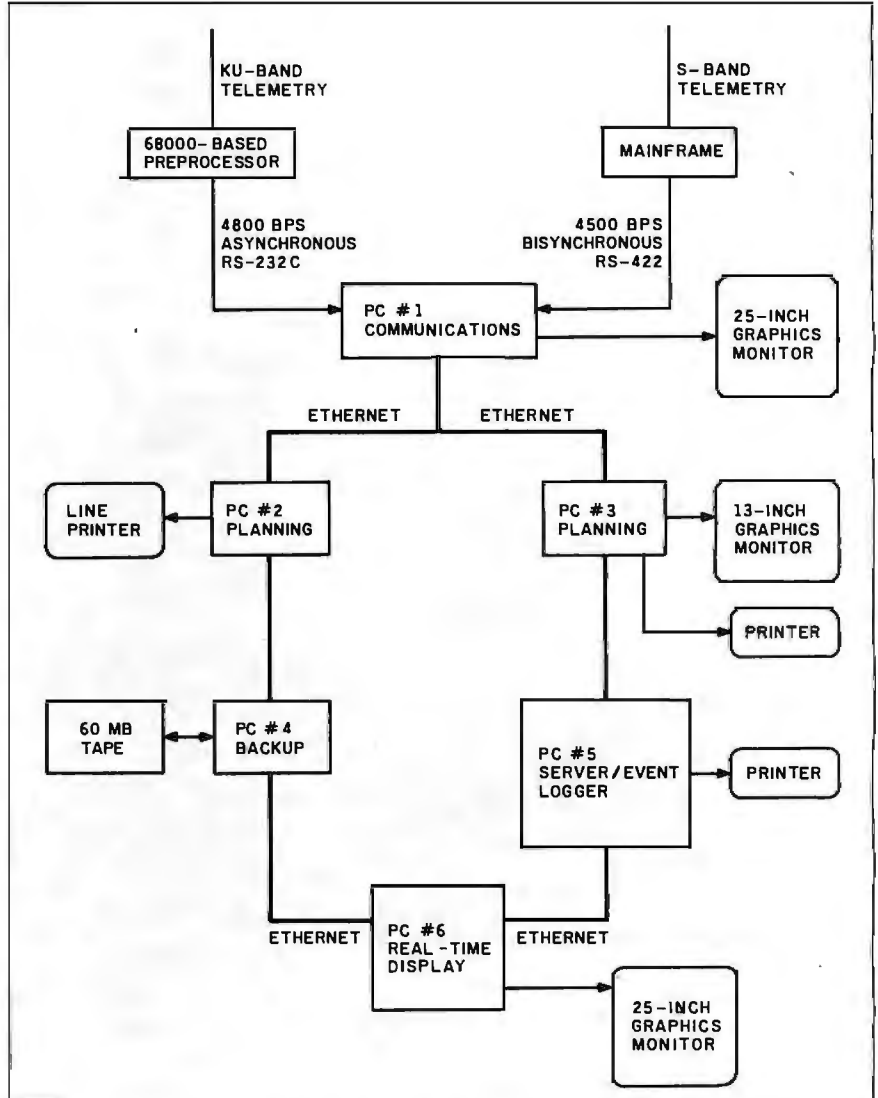 KU-BAND
TELEMETRY
S-BAND
TELEMETRY
68000-BASED
PREPROCESSOR
MAINFRAME
4800 BPS
ASYNCHRONOUS
RS-232C
4500 BPS
BISYNCHRONOUS
RS-422
PC #1
COMMUNICATIONS
25-INCH
GRAPHICS
MONITOR
ETHERNET
ETHERNET
LINE
PRINTER
PC #2
PLANNING
PC #3
PLANNING
13-INCH
GRAPHICS
MONITOR
PRINTER
60 MB
TAPE
PC #4
BACKUP
PC #5
SERVER/EVENT
LOGGER
PRINTER
ETHERNET
PC #6
REAL-TIME
DISPLAY
ETHERNET
25-INCH
GRAPHICS
MONITOR